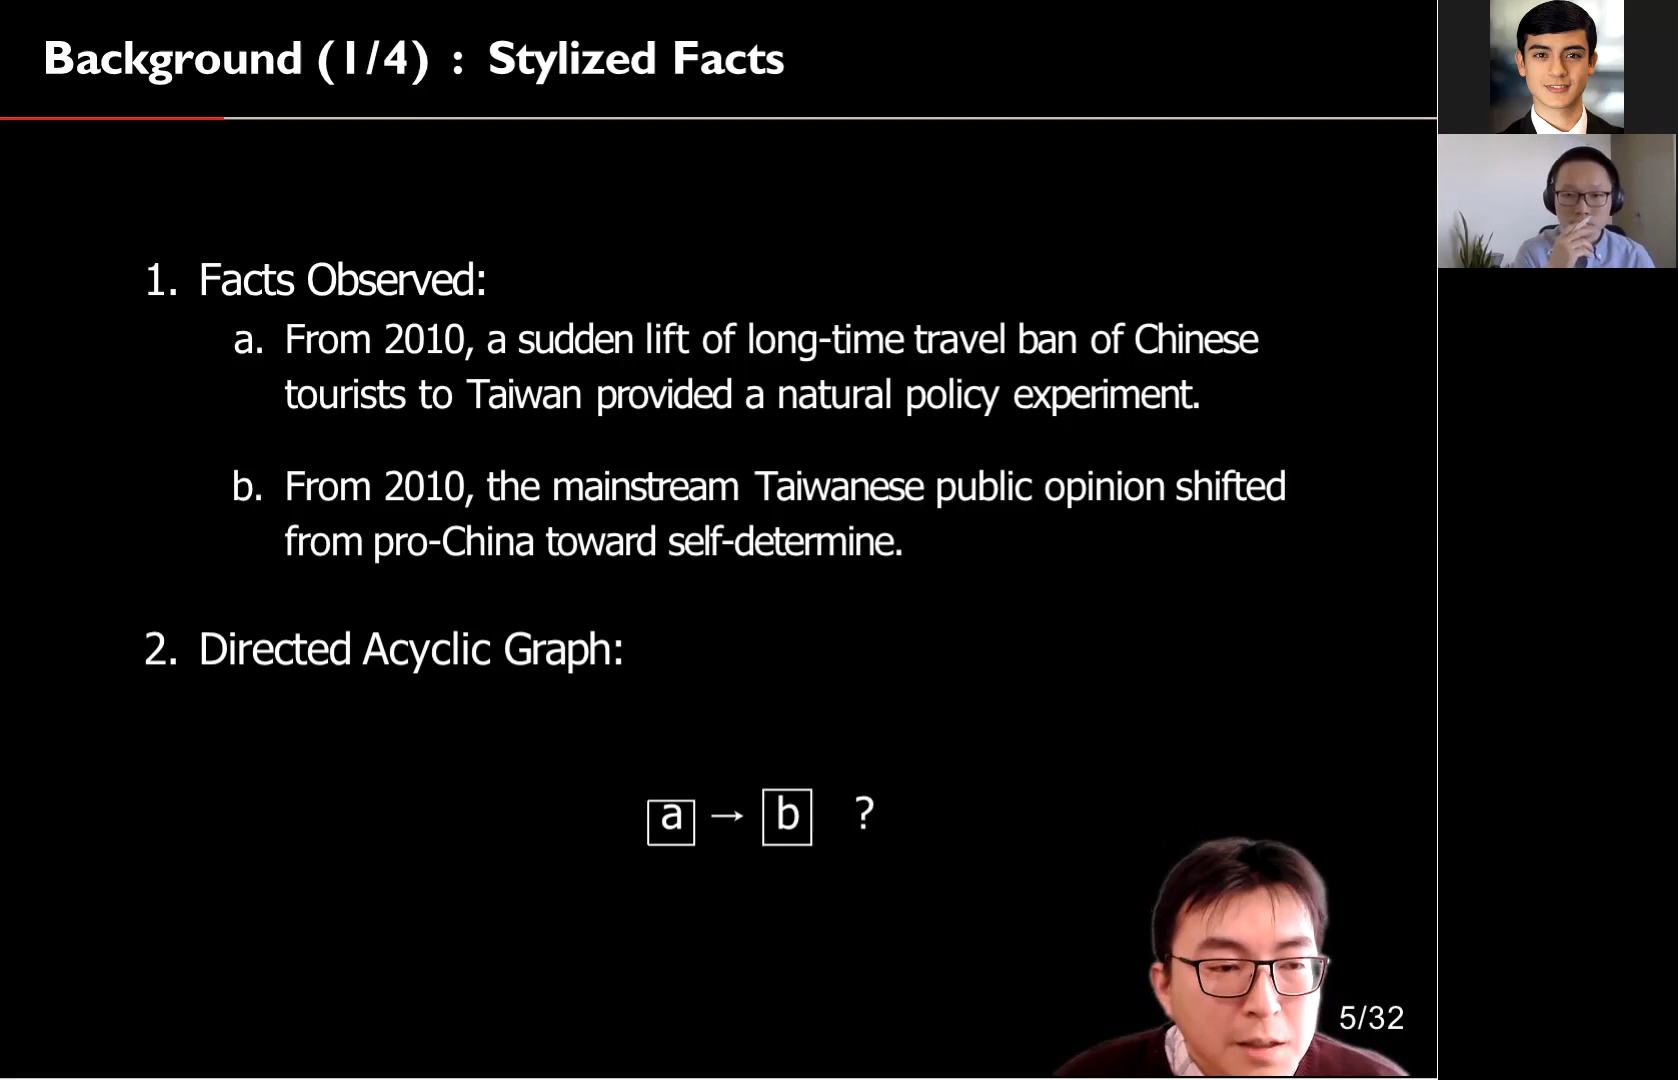 Background (1/4) : Stylized Facts
1. Facts Observed:
a. From 2010, a sudden lift of long-time travel ban of Chinese
tourists to Taiwan provided a natural policy experiment.
b. From 2010, the mainstream Taiwanese public opinion shifted
from pro-China toward self-determine.
2. Directed Acyclic Graph:
a → b ?
5/32